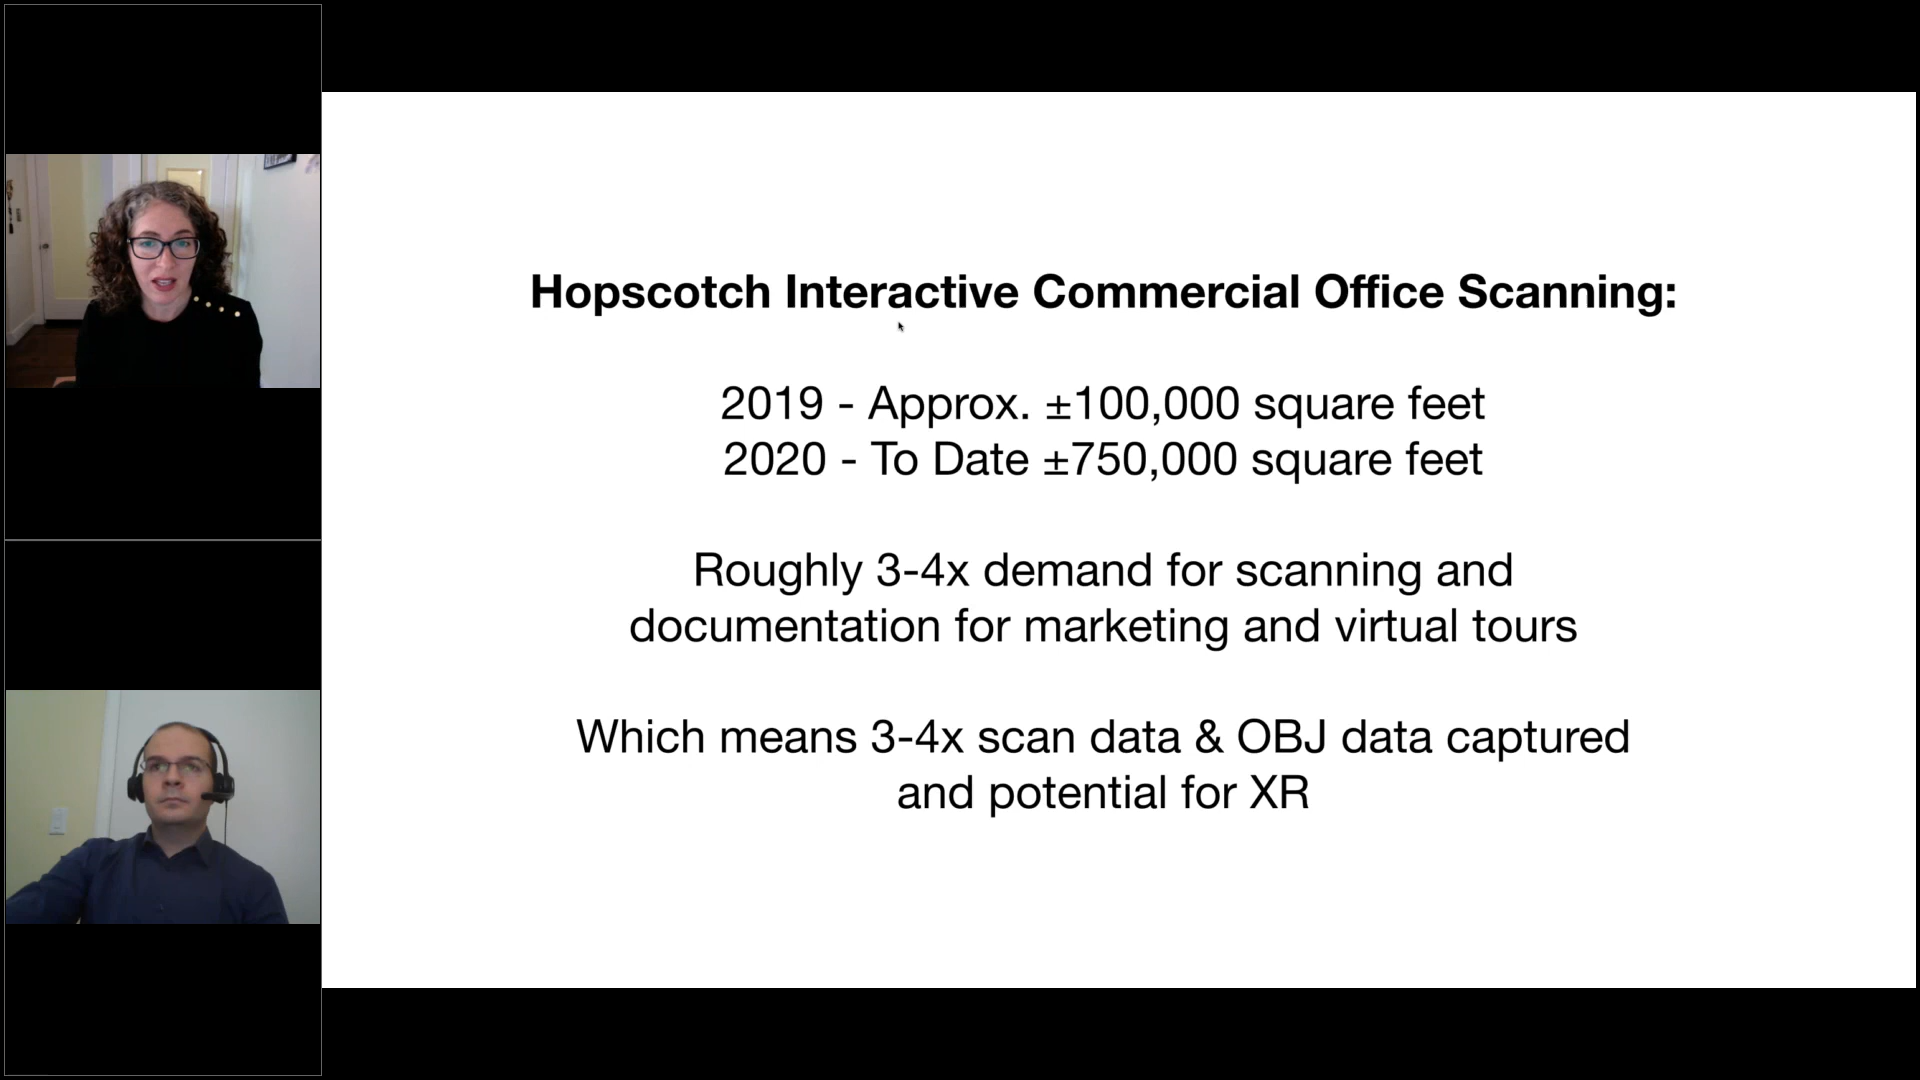 Hopscotch Interactive Commercial Office Scanning:
2019 - Approx. ±100,000 square feet
2020 - To Date ±750,000 square feet
Roughly 3-4x demand for scanning and
documentation for marketing and virtual tours
Which means 3-4x scan data & OBJ data captured
and potential for XR